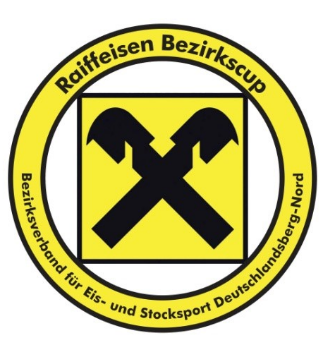 Raiffeisen Bezirkscup
Bezirksverband für Eis- und Stocksport Deutschlandsberg-Nord